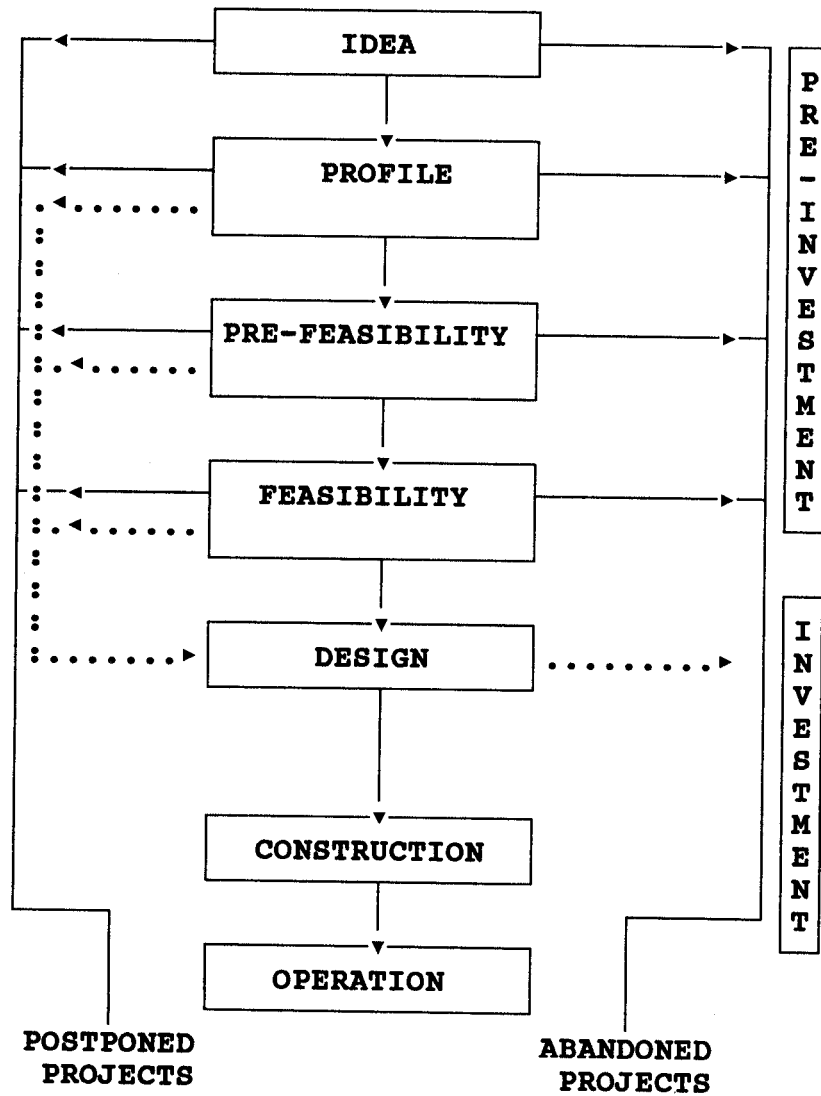 IDEA
PROFILE
PRE-FEASIBILITY
FEASIBILITY
DESIGN
CONSTRUCTION
OPERATION
POSTPONED
PROJECTS
ABANDONED
PROJECTS
PRE-INVESTMENT
INVESTMENT